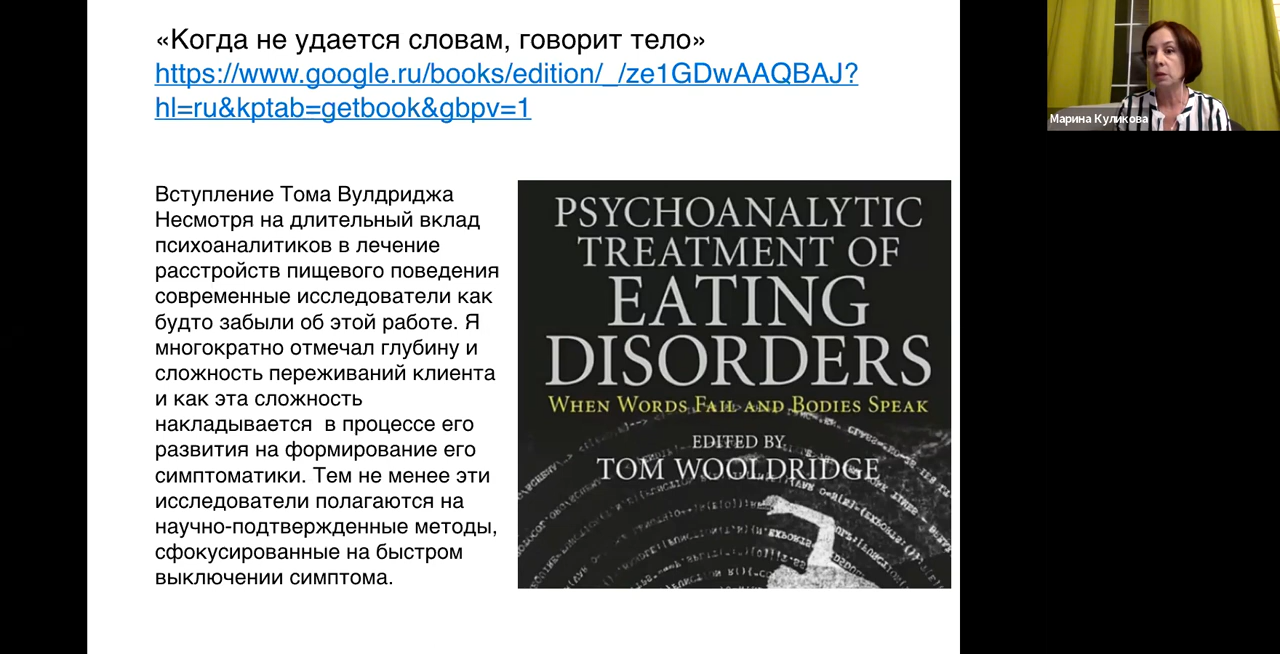 «Когда не удается словам, говорит тело»
https://www.google.ru/books/edition/_/ze1GDwAAQBAJ?
hl=ru&kptab=getbook&gbpv=1
Марина Куликова
Вступление Тома Вулдриджа
Несмотря на длительный вклад
психоаналитиков в лечение
расстройств пищевого поведения
современные исследователи как
будто забыли об этой работе. Я
многократно отмечал глубину и
сложность переживаний клиента
и как эта сложность
накладывается в процессе его
развития на формирование его
симптоматики. Тем не менее эти
исследователи полагаются на
научно-подтвержденные методы,
сфокусированные на быстром
выключении симптома.
PSYCHOANALYTIC
TREATMENT OF
EATING
DISORDERS
WHEN WORDS FAIL AND BODIES SPEAK
EDITED BY
TOM WOOLDRIDGE